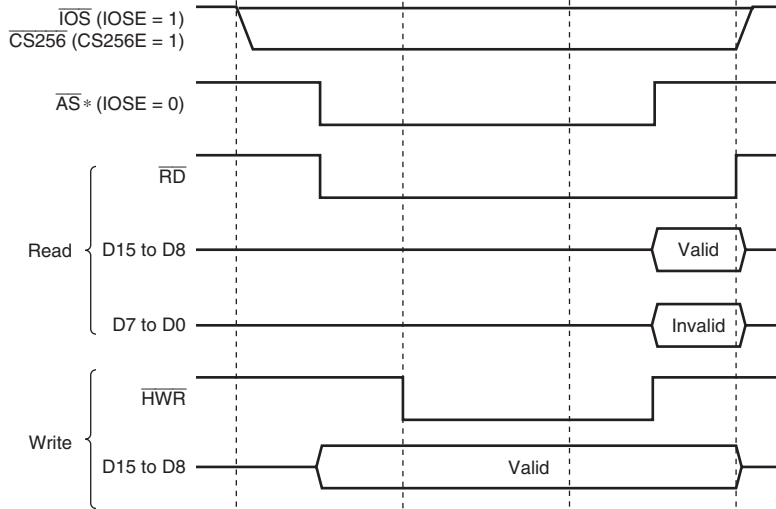 IOS (IOSE = 1)
CS256 (CS256E = 1)
AS * (IOSE = 0)
RD
Read
D15 to D8
Valid
D7 to D0
Invalid
HWR
Write
D15 to D8
Valid